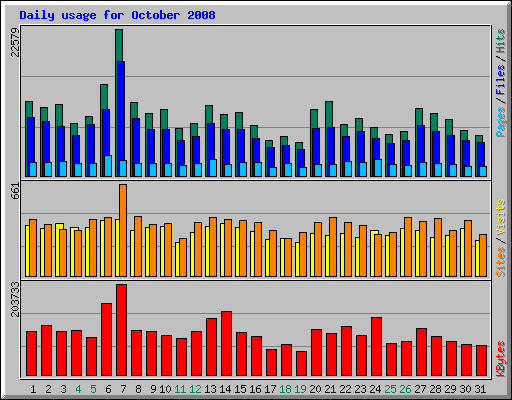 Daily usage for October 2008
22579
Pages / Files / Hits
661
Sites / Visits
203733
KBytes
1 2 3 4 5 6 7 8 9 10 11 12 13 14 15 16 17 18 19 20 21 22 23 24 25 26 27 28 29 30 31